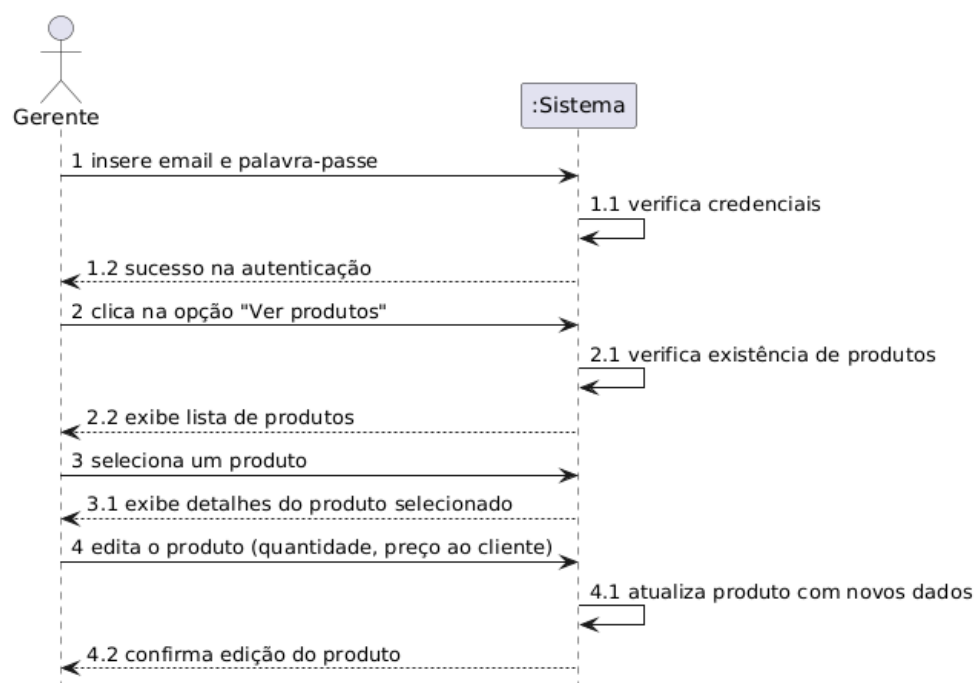 Gerente
:Sistema
1 insere email e palavra-passe
1.1 verifica credenciais
1.2 sucesso na autenticação
2 clica na opção "Ver produtos"
2.1 verifica existência de produtos
2.2 exibe lista de produtos
3 seleciona um produto
3.1 exibe detalhes do produto selecionado
4 edita o produto (quantidade, preço ao cliente)
4.1 atualiza produto com novos dados
4.2 confirma edição do produto